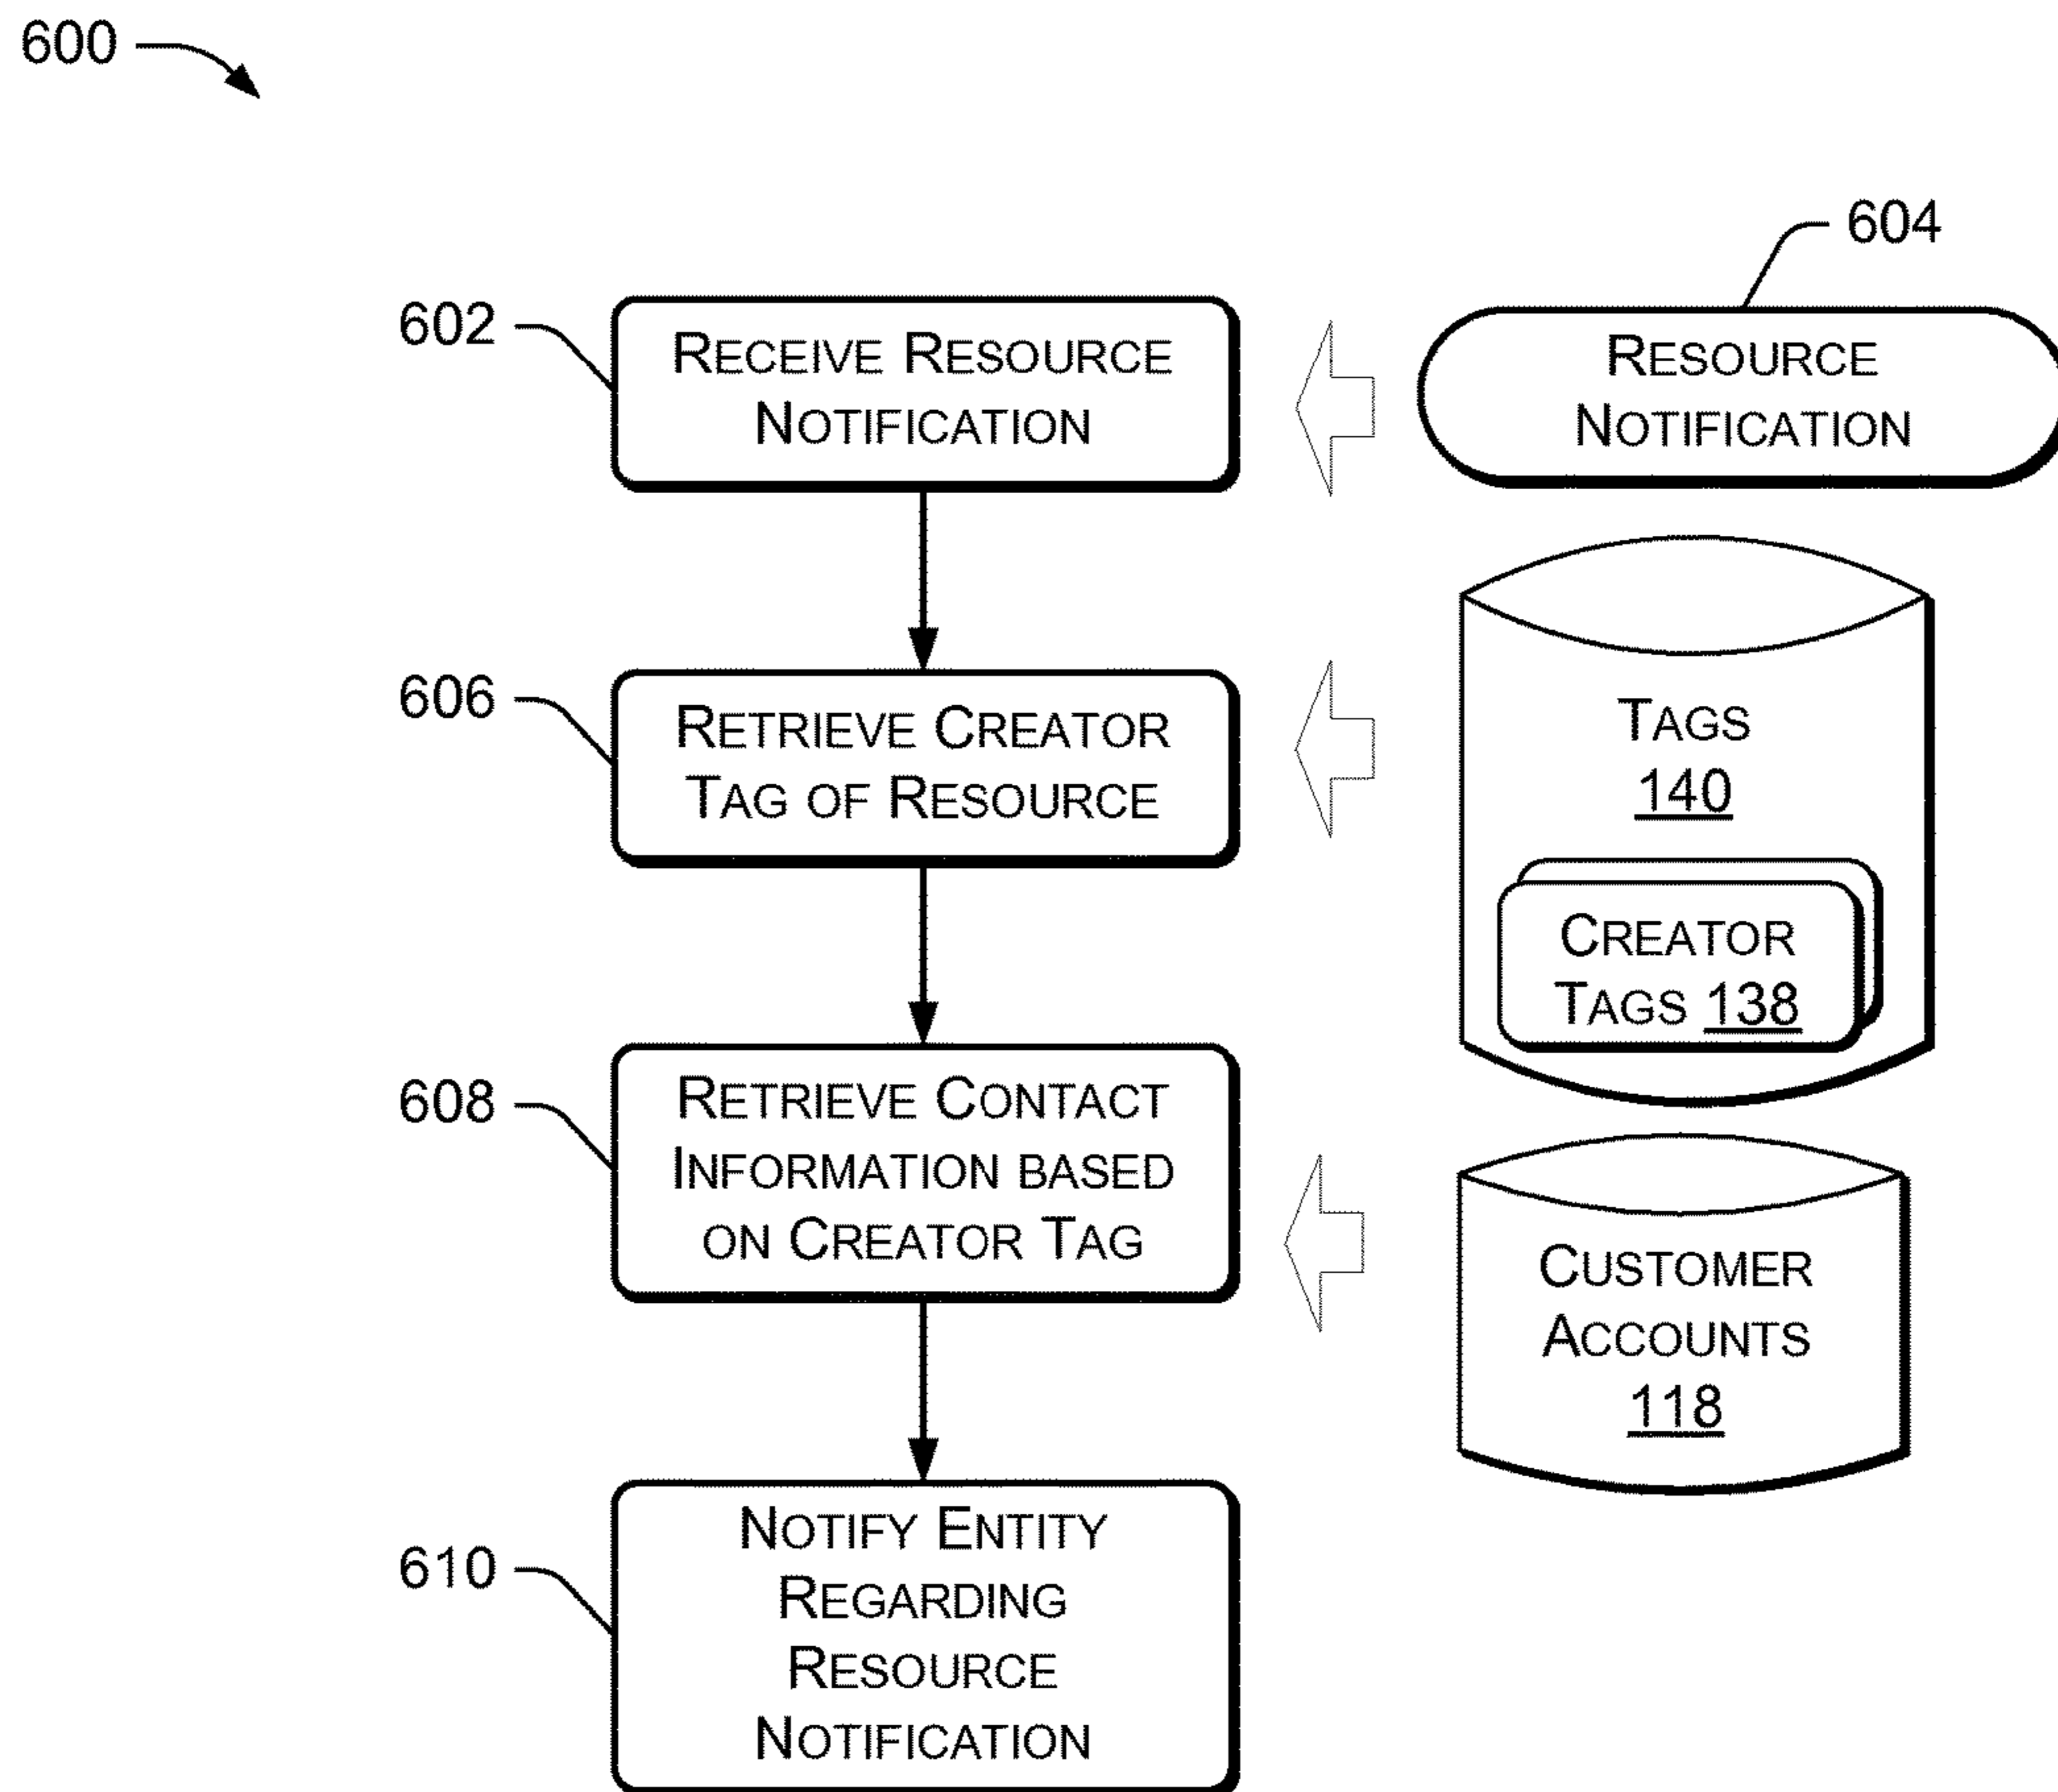 600
604
602
RECEIVE RESOURCE
NOTIFICATION
RESOURCE
NOTIFICATION
606
RETRIEVE CREATOR
TAG OF RESOURCE
TAGS
140
CREATOR
TAGS 138
608
RETRIEVE CONTACT
INFORMATION BASED
ON CREATOR TAG
CUSTOMER
ACCOUNTS
118
610
NOTIFY ENTITY
REGARDING
RESOURCE
NOTIFICATION